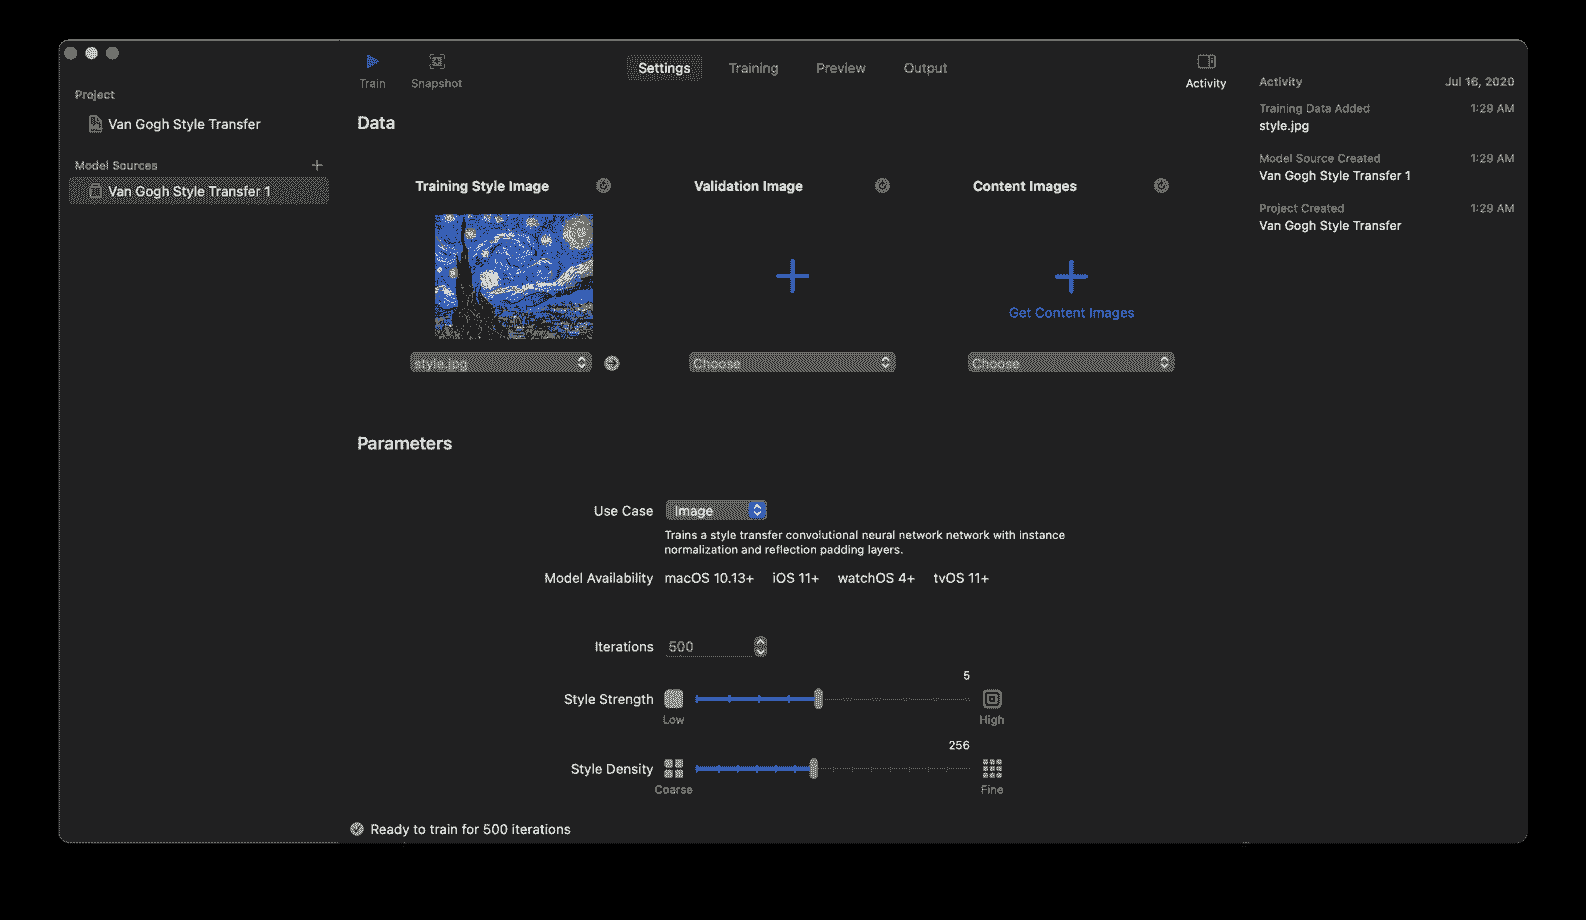 Project
Van Gogh Style Transfer
Model Sources
Van Gogh Style Transfer 1
Train
Snapshot
Settings
Training
Preview
Output
Activity
Data
Training Style Image
Validation Image
Content Images
Get Content Images
style.jpg
Choose
Choose
Parameters
Use Case
Image
Trains a style transfer convolutional neural network network with instance
normalization and reflection padding layers.
Model Availability
macOS 10.13+ iOS 11+ watchOS 4+ tvOS 11+
Iterations
500
5
Style Strength
Low
High
256
Style Density
Coarse
Fine
Ready to train for 500 iterations
Activity
Jul 16, 2020
Training Data Added
1:29 AM
style.jpg
Model Source Created
1:29 AM
Van Gogh Style Transfer 1
Project Created
1:29 AM
Van Gogh Style Transfer